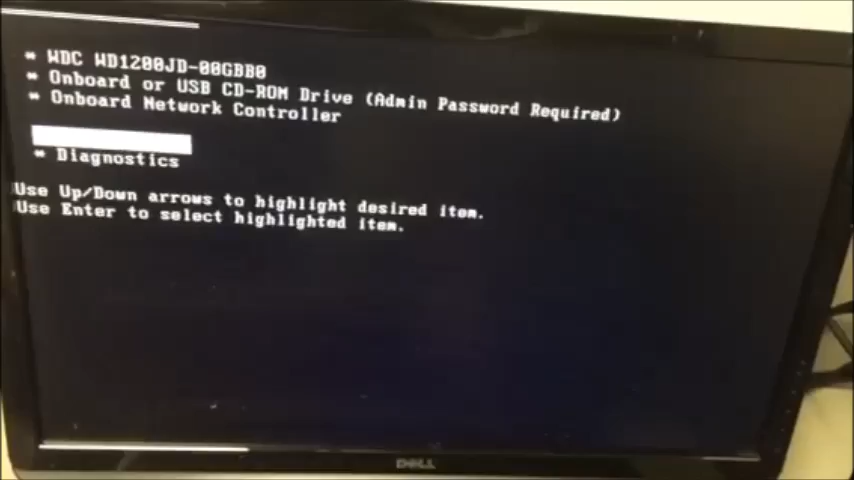 * WDC WD1200JD-00GBB0
* Onboard or USB CD-ROM Drive (Admin Password Required)
* Onboard Network Controller
* Diagnostics
Use Up/Down arrows to highlight desired item.
Use Enter to select highlighted item.
DELL